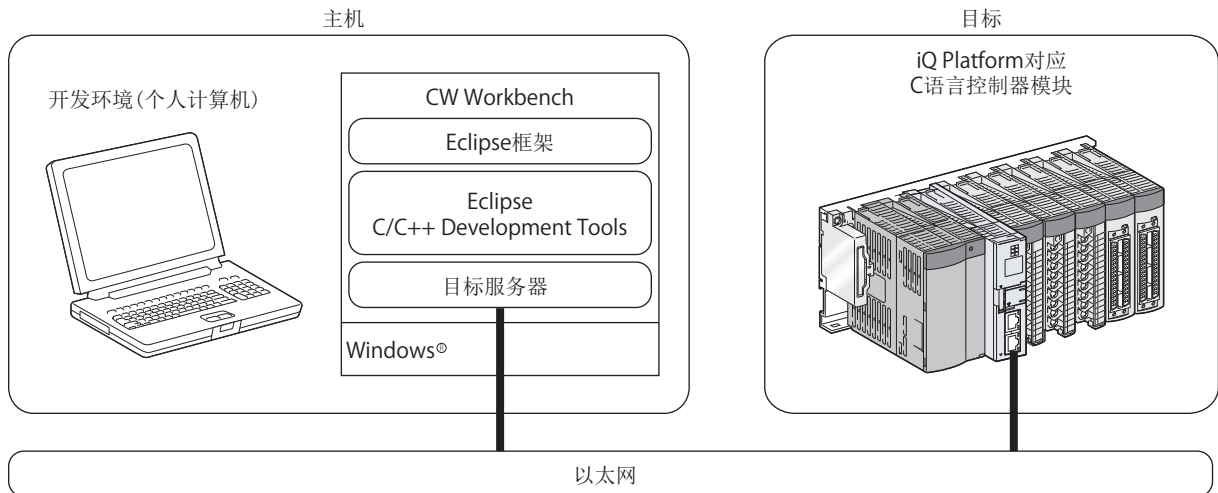 主机
开发环境(个人计算机)
CW Workbench
Eclipse框架
Eclipse
C/C++ Development Tools
目标服务器
Windows®
目标
iQ Platform对应
C语言控制器模块
以太网